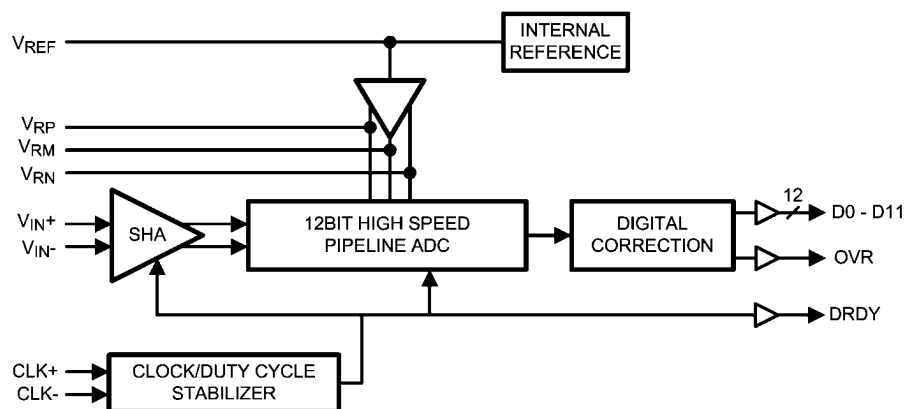 INTERNAL
REFERENCE
VREF
VRP
VRM
VRN
VIN+
VIN-
SHA
12BIT HIGH SPEED
PIPELINE ADC
DIGITAL
CORRECTION
12
D0 - D11
OVR
DRDY
CLK+
CLK-
CLOCK/DUTY CYCLE
STABILIZER